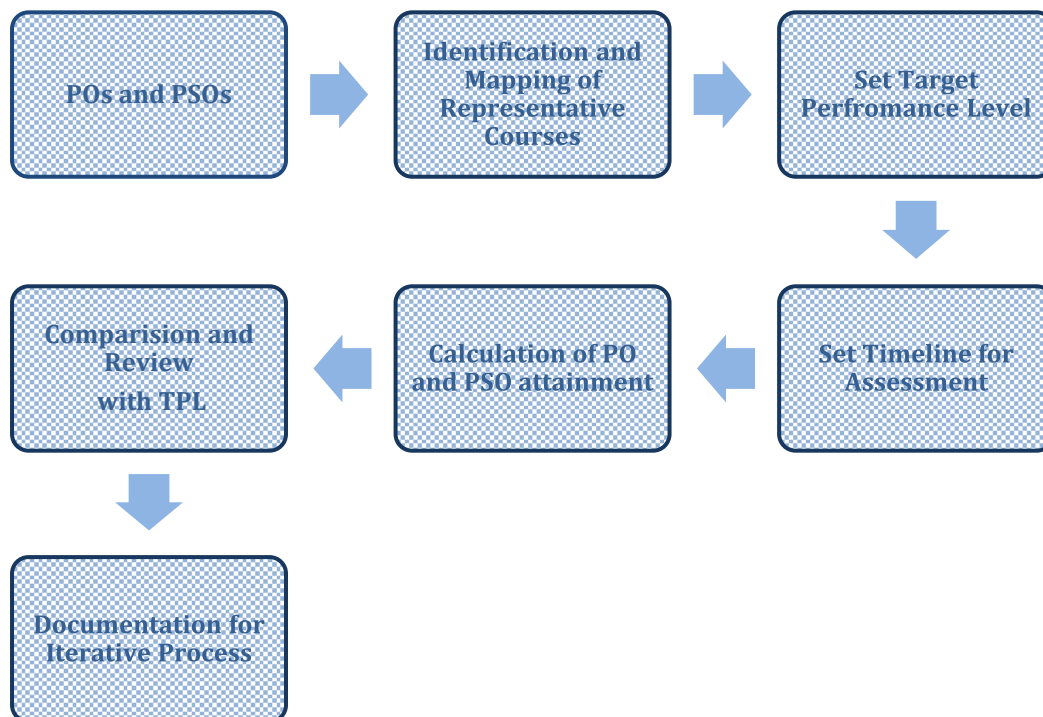 POs and PSOs
Identification and
Mapping of
Representative
Courses
Set Target
Perfromance Level
Set Timeline for
Assessment
Calculation of PO
and PSO attainment
Comparision and
Review
with TPL
Documentation for
Iterative Process